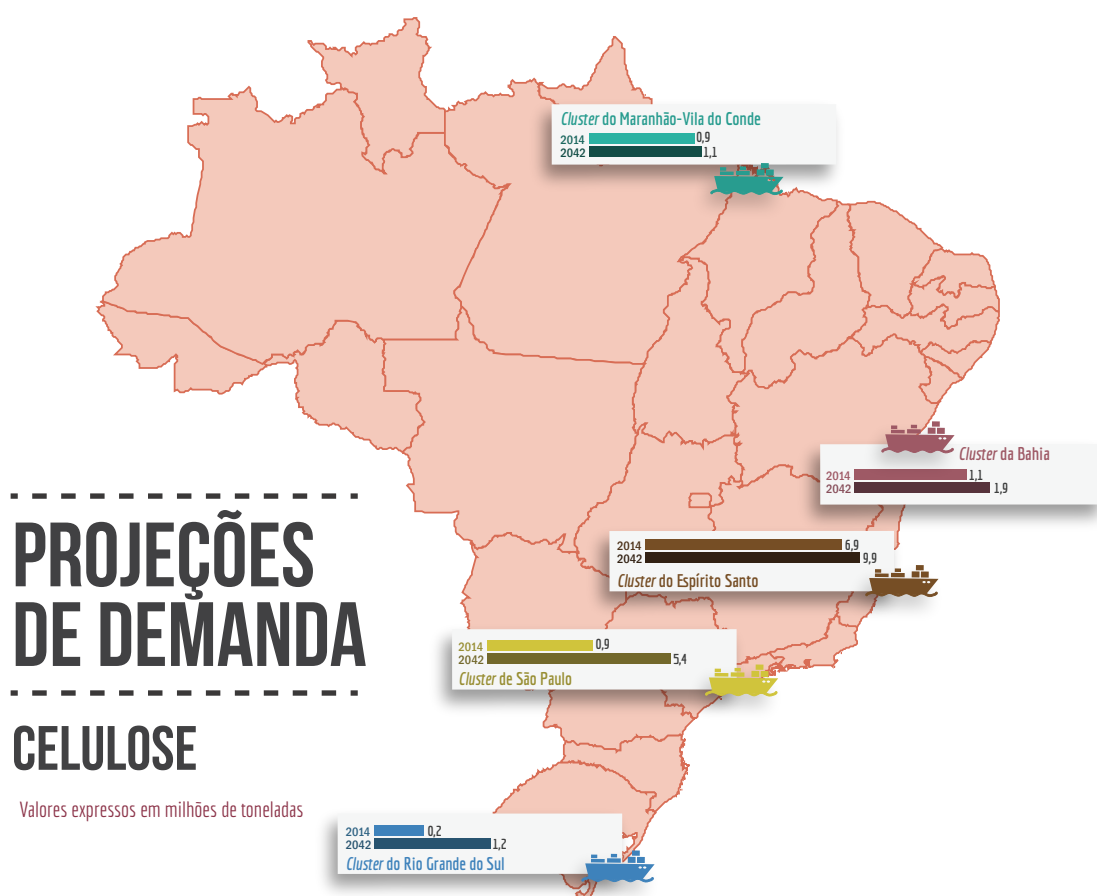 Cluster do Maranhão-Vila do Conde
2014 0,9
2042 1,1
Cluster da Bahia
2014 1,1
2042 1,9
PROJEÇÕES
DE DEMANDA
CELULOSE
Valores expressos em milhões de toneladas
2014 6,9
2042 9,9
Cluster do Espírito Santo
2014 0,9
2042 5,4
Cluster de São Paulo
2014 0,2
2042 1,2
Cluster do Rio Grande do Sul